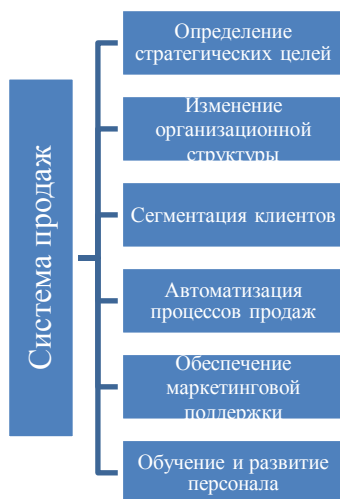 Система продаж
Определение
стратегических целей
Изменение
организационной
структуры
Сегментация клиентов
Автоматизация
процессов продаж
Обеспечение
маркетинговой
поддержки
Обучение и развитие
персонала